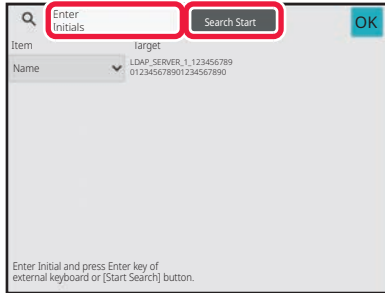 Enter
Initials
Search Start
OK
Item
Target
Name
LDAP_SERVER_1_123456789
012345678901234567890
Enter Initial and press Enter key of
external keyboard or [Start Search] button.